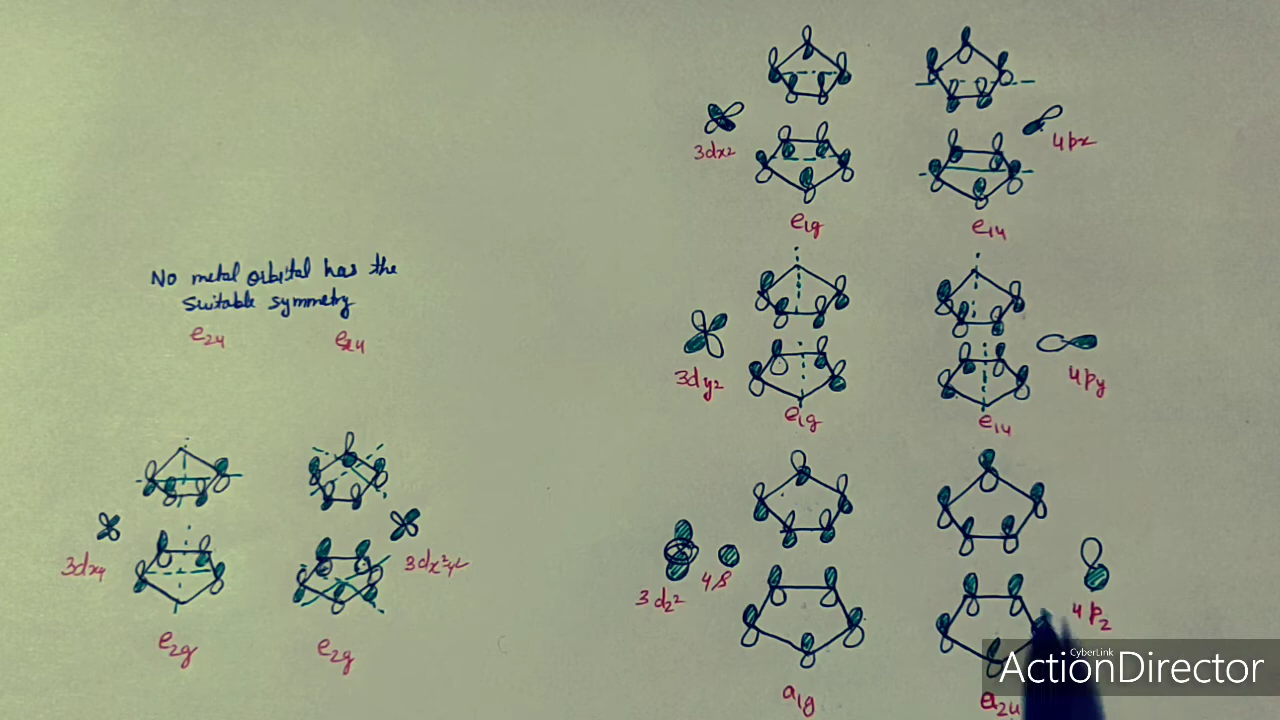 3dxz
4px
e1g
e1u
No metal orbital has the
suitable symmetry
e2u
e2u
3dyz
4py
e1g
e1u
3dxy
3dx²-y²
3dz²
4s
4pz
e2g
e2g
a1g
a2u
CyberLink
ActionDirector